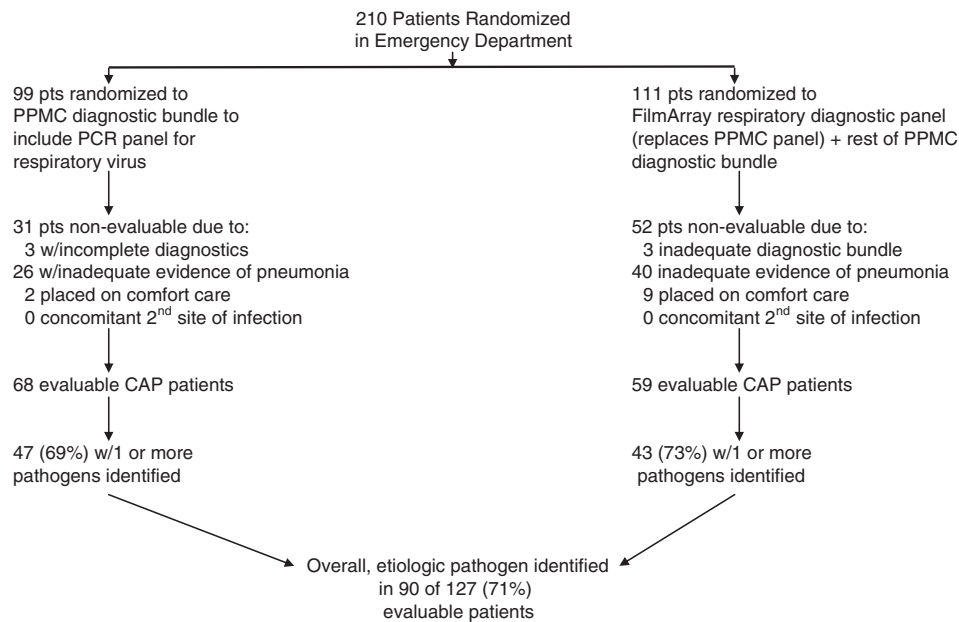 210 Patients Randomized
in Emergency Department
99 pts randomized to
PPMC diagnostic bundle to
include PCR panel for
respiratory virus
31 pts non-evaluable due to:
3 w/incomplete diagnostics
26 w/inadequate evidence of pneumonia
2 placed on comfort care
0 concomitant 2nd site of infection
68 evaluable CAP patients
47 (69%) w/1 or more
pathogens identified
111 pts randomized to
FilmArray respiratory diagnostic panel
(replaces PPMC panel) + rest of PPMC
diagnostic bundle
52 pts non-evaluable due to:
3 inadequate diagnostic bundle
40 inadequate evidence of pneumonia
9 placed on comfort care
0 concomitant 2nd site of infection
59 evaluable CAP patients
43 (73%) w/1 or more
pathogens identified
Overall, etiologic pathogen identified
in 90 of 127 (71%)
evaluable patients